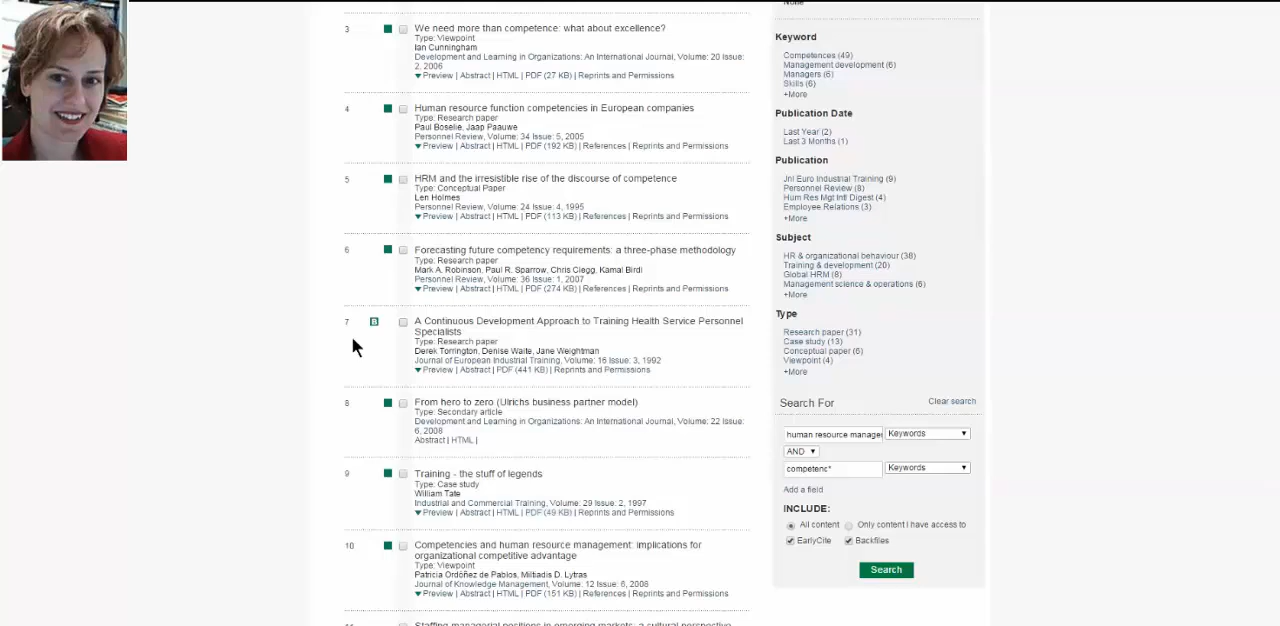 3
We need more than competence: what about excellence?
Type: Viewpoint
Ian Cunningham
Development and Learning in Organizations: An International Journal, Volume: 20 Issue:
2, 2006
Preview | Abstract | HTML | PDF (27 KB) | Reprints and Permissions
4
Human resource function competencies in European companies
Type: Research paper
Paul Boselie, Jaap Paauwe
Personnel Review, Volume: 34 Issue: 5, 2005
Preview | Abstract | HTML | PDF (192 KB) | References | Reprints and Permissions
5
HRM and the irresistible rise of the discourse of competence
Type: Conceptual Paper
Len Holmes
Personnel Review, Volume: 24 Issue: 4, 1995
Preview | Abstract | HTML | PDF (113 KB) | References | Reprints and Permissions
6
Forecasting future competency requirements: a three-phase methodology
Type: Research paper
Mark A. Robinson, Paul R. Sparrow, Chris Clegg, Kamal Birdi
Personnel Review, Volume: 36 Issue: 1, 2007
Preview | Abstract | HTML | PDF (274 KB) | References | Reprints and Permissions
7
B
A Continuous Development Approach to Training Health Service Personnel
Specialists
Type: Research paper
Derek Torrington, Denise Waite, Jane Weightman
Journal of European Industrial Training, Volume: 16 Issue: 3, 1992
Preview | Abstract | PDF (441 KB) | Reprints and Permissions
8
From hero to zero (Ulrichs business partner model)
Type: Secondary article
Development and Learning in Organizations: An International Journal, Volume: 22 Issue:
6, 2008
Abstract | HTML |
9
Training - the stuff of legends
Type: Case study
William Tate
Industrial and Commercial Training, Volume: 29 Issue: 2, 1997
Preview | Abstract | HTML | PDF (49 KB) | Reprints and Permissions
10
Competencies and human resource management: implications for
organizational competitive advantage
Type: Viewpoint
Patricia Ordóñez de Pablos, Miltiadis D. Lytras
Journal of Knowledge Management, Volume: 12 Issue: 6, 2008
Preview | Abstract | HTML | PDF (151 KB) | References | Reprints and Permissions
Staffing managerial positions in emerging markets: a cultural perspective
None
Keyword
Competences (49)
Management development (6)
Managers (6)
Skills (6)
+More
Publication Date
Last Year (2)
Last 3 Months (1)
Publication
Jnl Euro Industrial Training (9)
Personnel Review (8)
Hum Res Mgt Intl Digest (4)
Employee Relations (3)
+More
Subject
HR & organizational behaviour (38)
Training & development (20)
Global HRM (8)
Management science & operations (6)
+More
Type
Research paper (31)
Case study (13)
Conceptual paper (6)
Viewpoint (4)
+More
Search For
Clear search
human resource manage
Keywords
AND
competenc*
Keywords
Add a field
INCLUDE:
All content
Only content I have access to
EarlyCite
Backfiles
Search